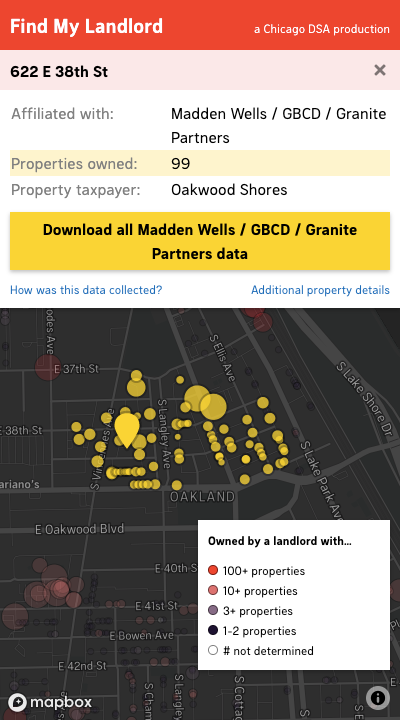 Find My Landlord
a Chicago DSA production
622 E 38th St
×
Affiliated with:
Madden Wells / GBCD / Granite
Partners
Properties owned:
99
Property taxpayer:
Oakwood Shores
Download all Madden Wells / GBCD / Granite
Partners data
How was this data collected?
Additional property details
odes Ave
E 37th St
S Ellis Ave
S Lake Shore Dr
E 38th St
S Vincennes Ave
S Langley Ave
S Lake Park Ave
ariano's
OAKLAND
E Oakwood Blvd
Owned by a landlord with...
100+ properties
10+ properties
3+ properties
1-2 properties
# not determined
E 40th S
E 41st St
E Bowen Ave
E 42nd St
S Cham
S Langley
S Cotta
S E
mapbox
i